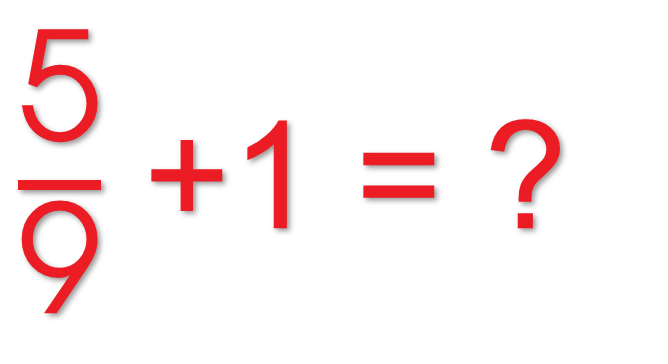 5/9 + 1 = ?